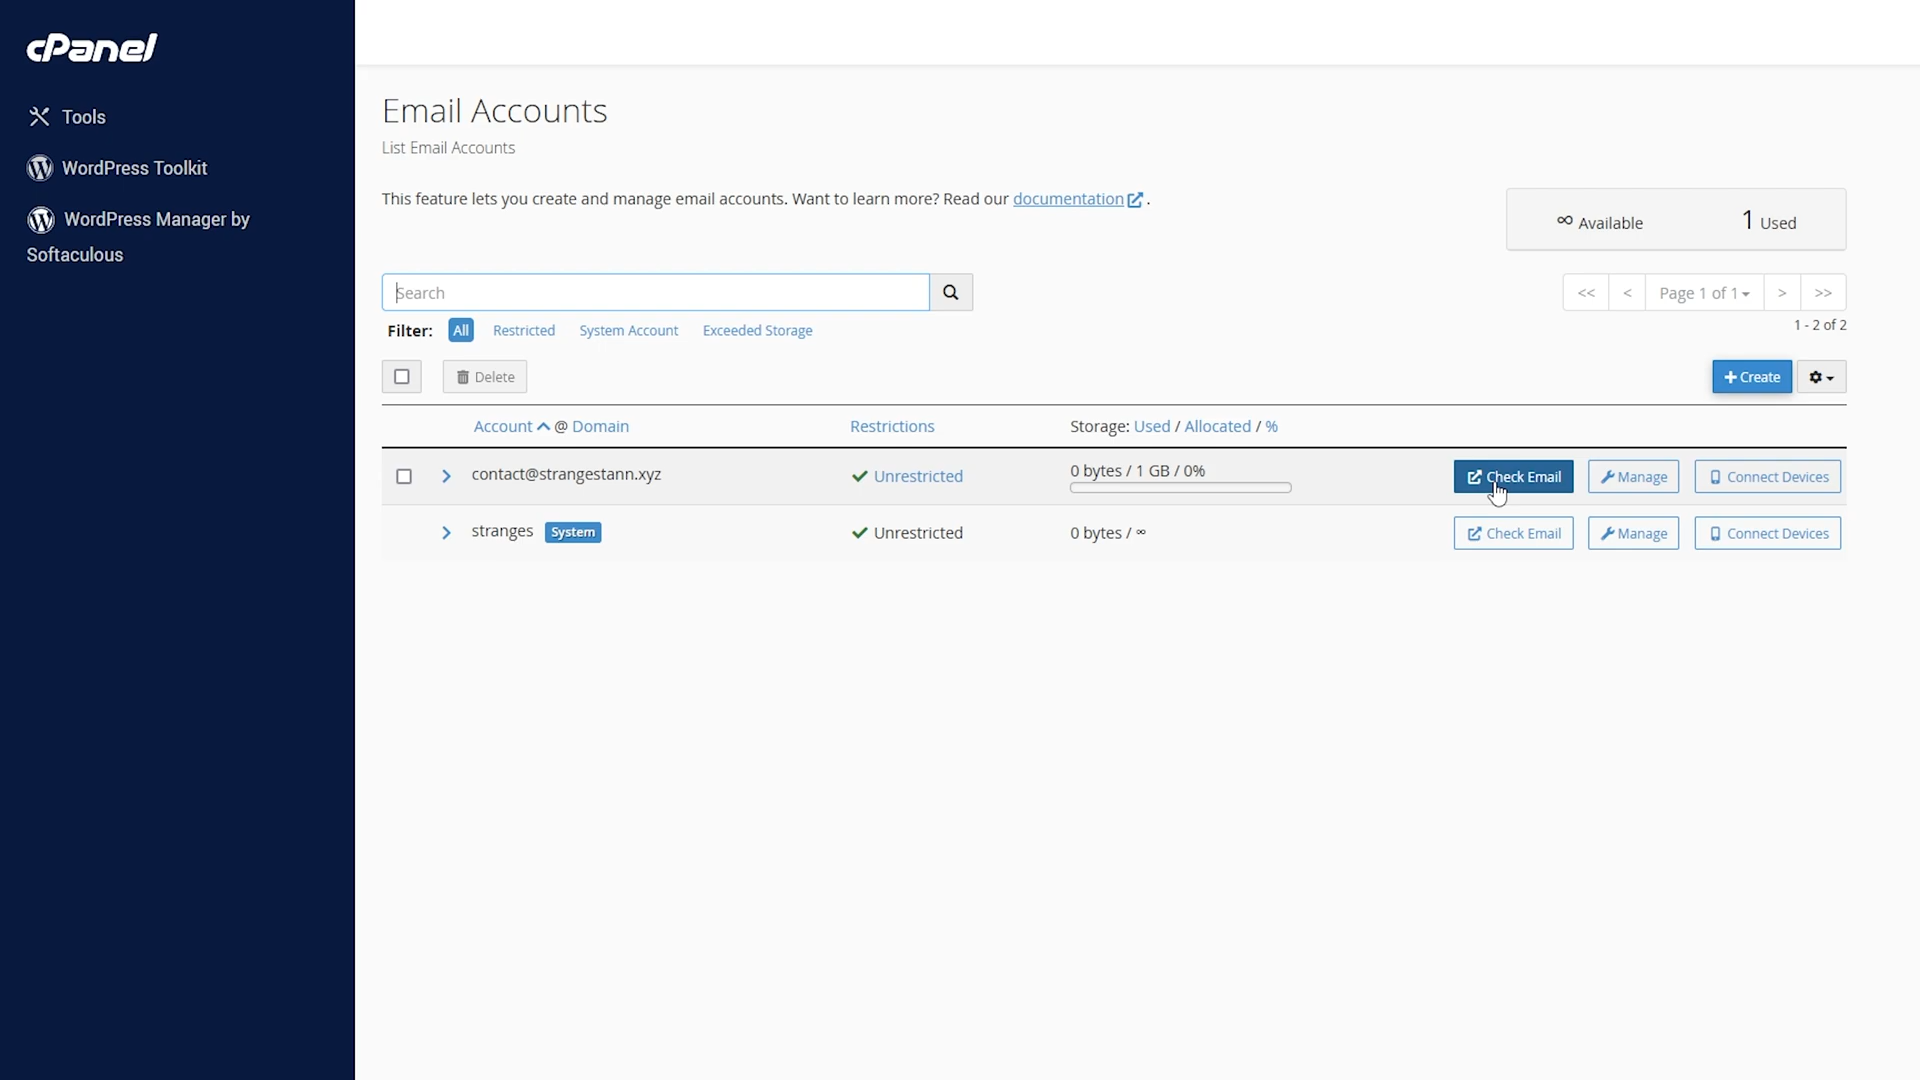 cPanel
Tools
WordPress Toolkit
WordPress Manager by
Softaculous
Email Accounts
List Email Accounts
This feature lets you create and manage email accounts. Want to learn more? Read our documentation .
∞ Available 1 Used
Search
<< < Page 1 of 1 > >>
Filter: All Restricted System Account Exceeded Storage
1 - 2 of 2
Delete
+ Create
Account @ Domain Restrictions Storage: Used / Allocated / %
contact@strangestann.xyz Unrestricted 0 bytes / 1 GB / 0% Check Email Manage Connect Devices
stranges System Unrestricted 0 bytes / ∞ Check Email Manage Connect Devices